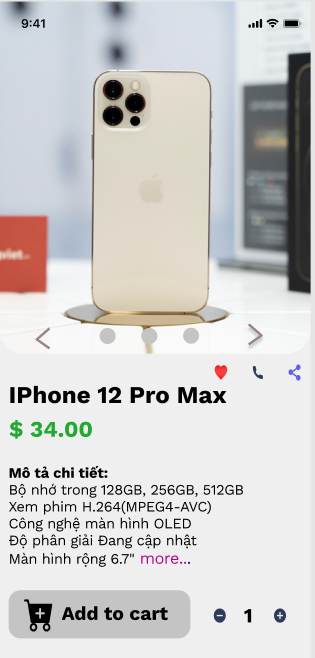 9:41
viet
IPhone 12 Pro Max
$ 34.00
Mô tả chi tiết:
Bộ nhớ trong 128GB, 256GB, 512GB
Xem phim H.264(MPEG4-AVC)
Công nghệ màn hình OLED
Độ phân giải Đang cập nhật
Màn hình rộng 6.7" more...
Add to cart
1